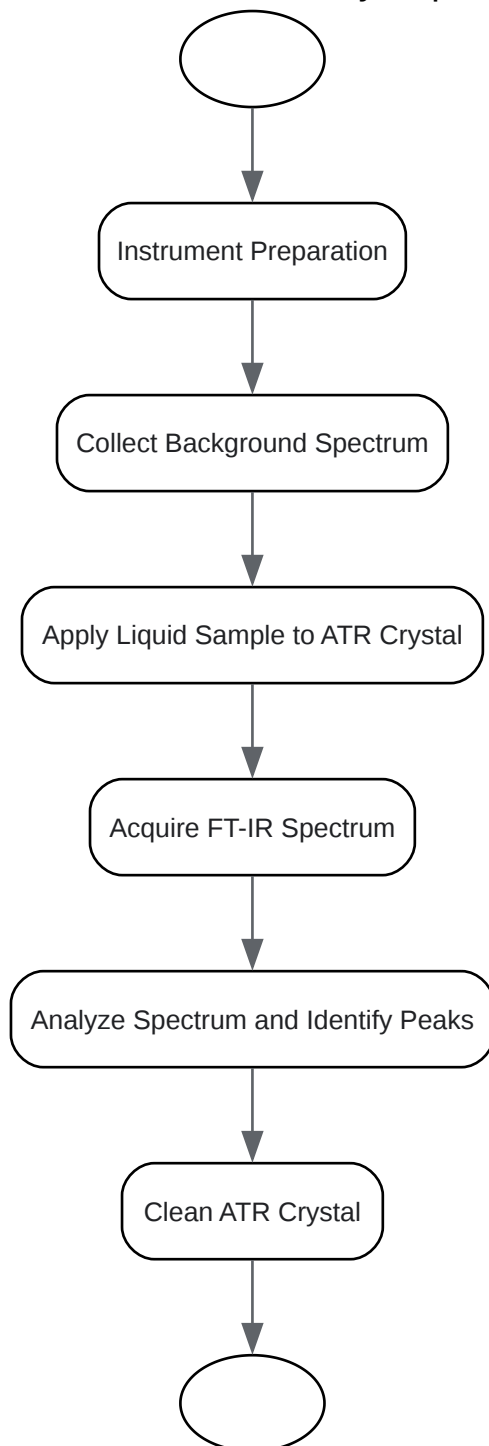 Instrument Preparation
Collect Background Spectrum
Apply Liquid Sample to ATR Crystal
Acquire FT-IR Spectrum
Analyze Spectrum and Identify Peaks
Clean ATR Crystal